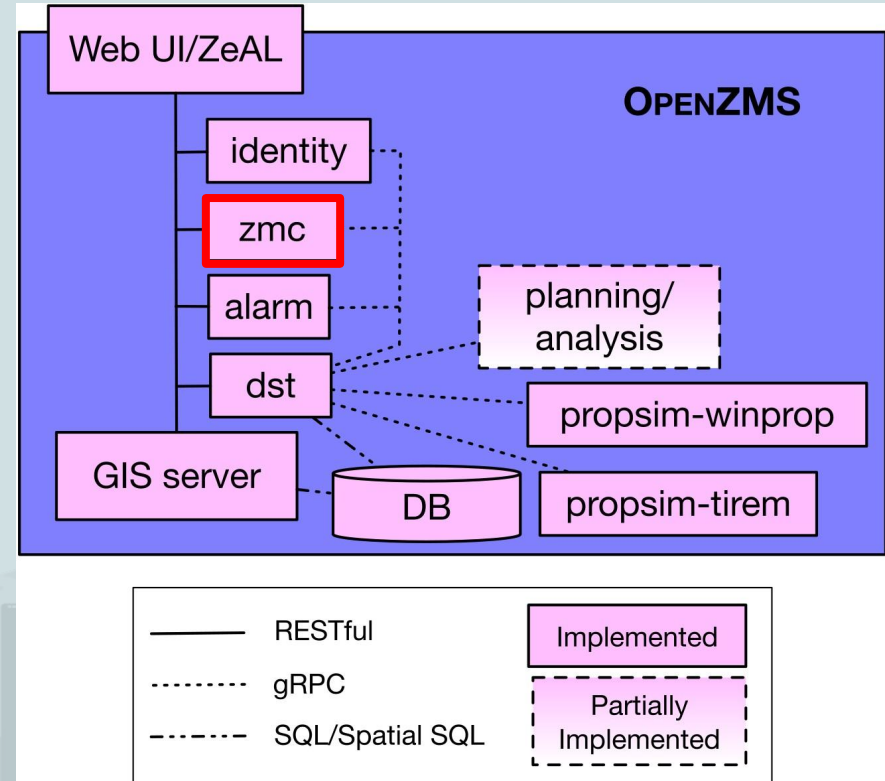 Web UI/ZeAL
OPENZMS
identity
zmc
alarm
dst
planning/
analysis
propsim-winprop
GIS server
DB
propsim-tirem
RESTful
gRPC
SQL/Spatial SQL
Implemented
Partially
Implemented